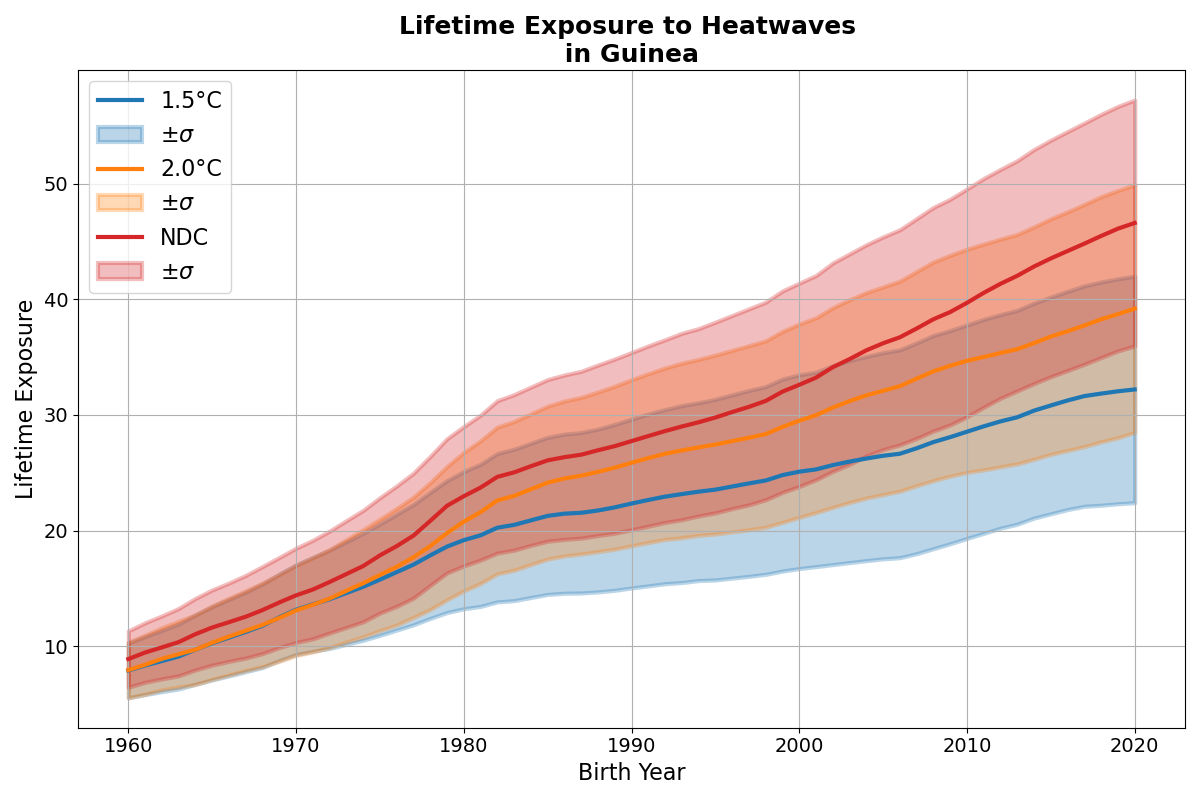 Lifetime Exposure to Heatwaves
in Guinea
1.5°C
±σ
2.0°C
±σ
NDC
±σ
Lifetime Exposure
50
40
30
20
10
1960 1970 1980 1990 2000 2010 2020
Birth Year